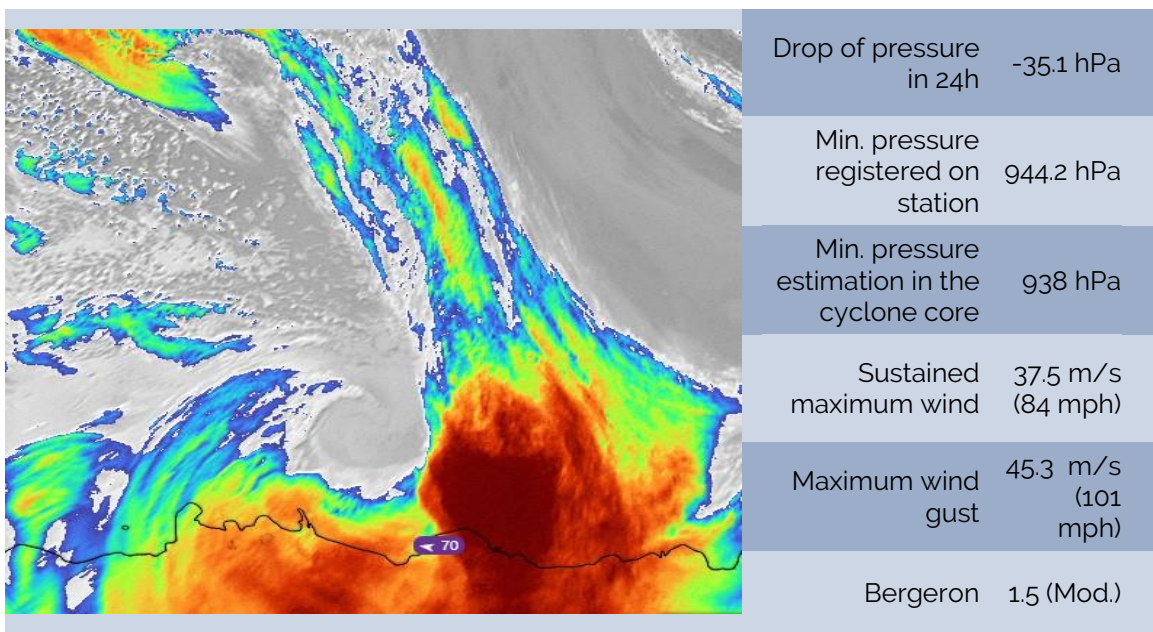 Drop of pressure
in 24h
-35.1 hPa
Min. pressure
registered on
station
944.2 hPa
Min. pressure
estimation in the
cyclone core
938 hPa
Sustained
maximum wind
37.5 m/s
(84 mph)
Maximum wind
gust
45.3 m/s
(101
mph)
Bergeron
1.5 (Mod.)
70